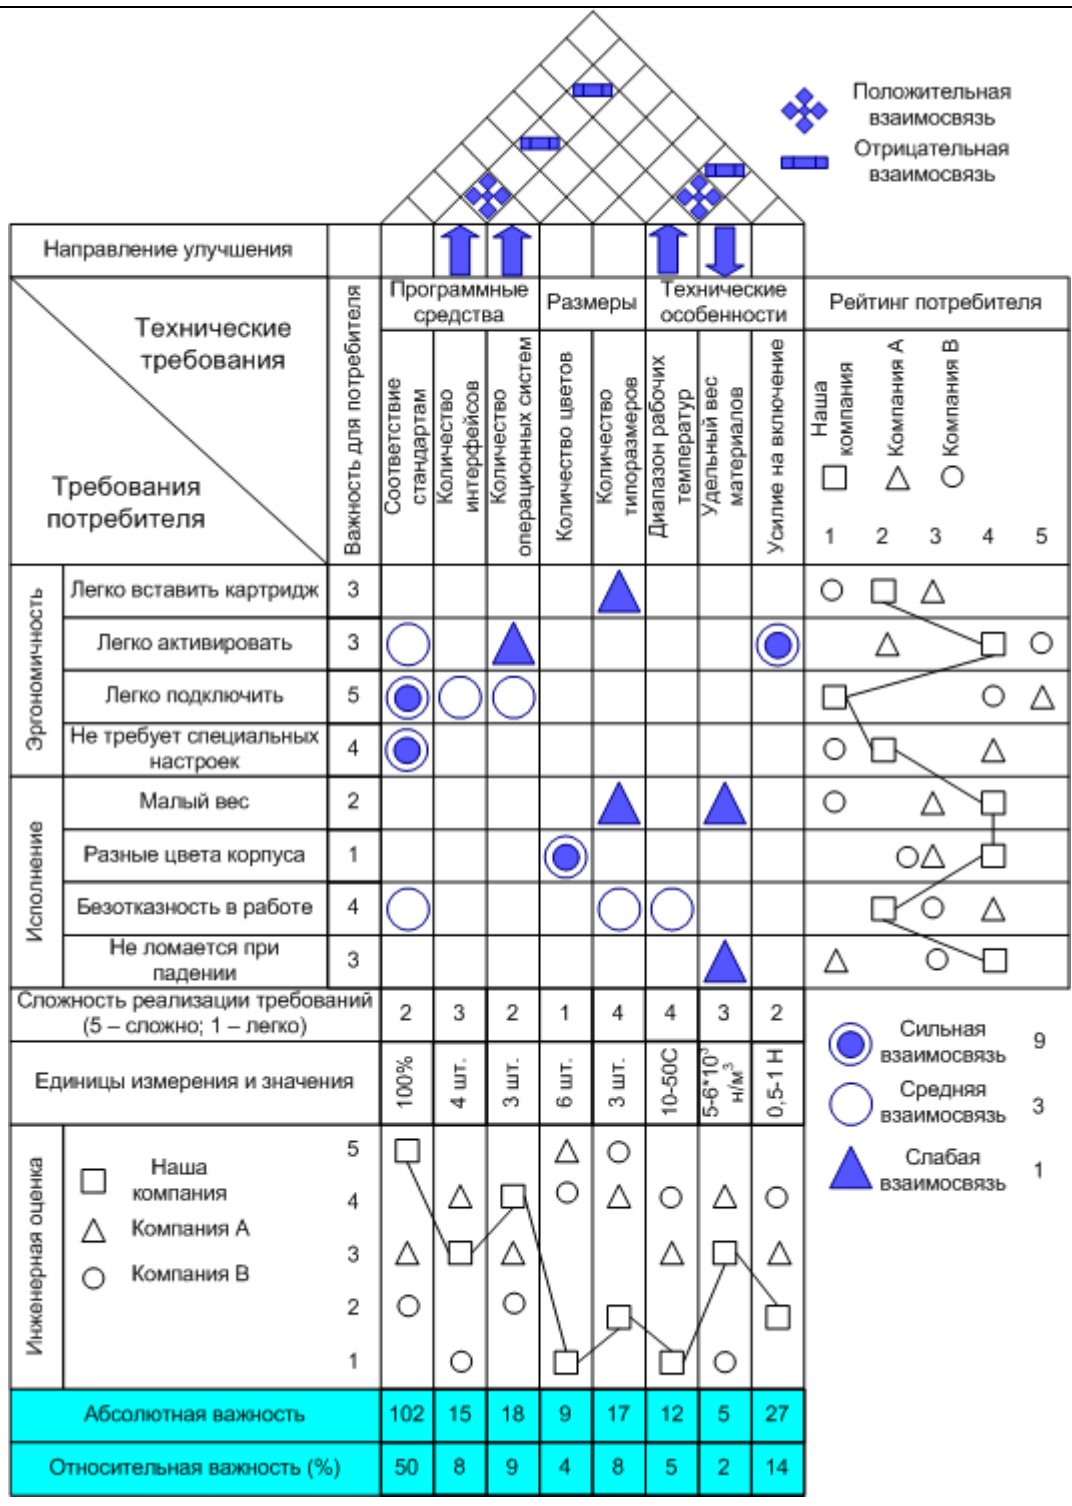 Положительная
взаимосвязь
Отрицательная
взаимосвязь
Направление улучшения
Технические
требования
Требования
потребителя
Важность для потребителя
Программные
средства
Размеры
Технические
особенности
Рейтинг потребителя
Соответствие
стандартам
Количество
интерфейсов
Количество
операционных систем
Количество цветов
Количество
типоразмеров
Диапазон рабочих
температур
Удельный вес
материалов
Усилие на включение
Наша
компания
Компания А
Компания В
1 2 3 4 5
Эргономичность
Легко вставить картридж 3
Легко активировать 3
Легко подключить 5
Не требует специальных
настроек 4
Исполнение
Малый вес 2
Разные цвета корпуса 1
Безотказность в работе 4
Не ломается при
падении 3
Сложность реализации требований
(5 – сложно; 1 – легко)
2 3 2 1 4 4 3 2
Единицы измерения и значения
100%
4 шт.
3 шт.
6 шт.
3 шт.
10-50С
5-6*10³
н/м³
0,5-1 Н
Сильная
взаимосвязь 9
Средняя
взаимосвязь 3
Слабая
взаимосвязь 1
Инженерная оценка
Наша
компания
Компания А
Компания В
5
4
3
2
1
Абсолютная важность 102 15 18 9 17 12 5 27
Относительная важность (%) 50 8 9 4 8 5 2 14